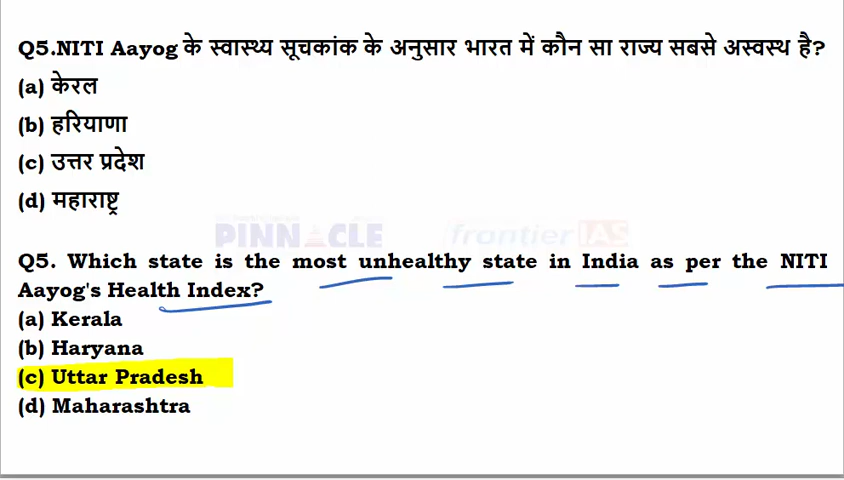 Q5.NITI Aayog के स्वास्थ्य सूचकांक के अनुसार भारत में कौन सा राज्य सबसे अस्वस्थ है?
(a) केरल
(b) हरियाणा
(c) उत्तर प्रदेश
(d) महाराष्ट्र
PINNACLE frontier IAS
Q5. Which state is the most unhealthy state in India as per the NITI
Aayog's Health Index?
(a) Kerala
(b) Haryana
(c) Uttar Pradesh
(d) Maharashtra